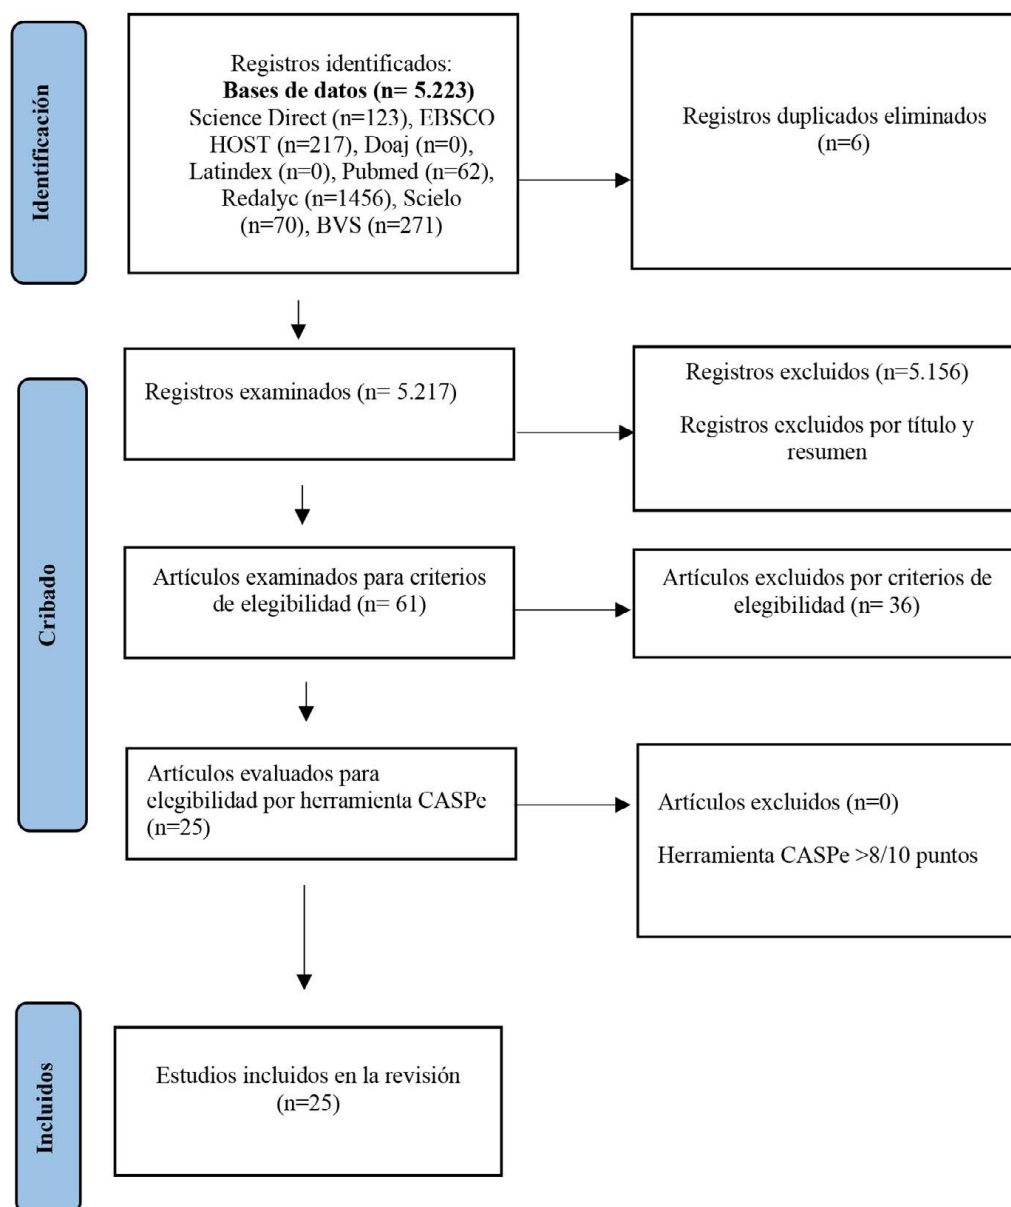 Identificación
Registros identificados:
Bases de datos (n= 5.223)
Science Direct (n=123), EBSCO
HOST (n=217), Doaj (n=0),
Latindex (n=0), Pubmed (n=62),
Redalyc (n=1456), Scielo
(n=70), BVS (n=271)
Registros duplicados eliminados
(n=6)
Cribado
Registros examinados (n= 5.217)
Registros excluidos (n=5.156)
Registros excluidos por título y
resumen
Artículos examinados para criterios
de elegibilidad (n= 61)
Artículos excluidos por criterios de
elegibilidad (n= 36)
Artículos evaluados para
elegibilidad por herramienta CASPe
(n=25)
Artículos excluidos (n=0)
Herramienta CASPe >8/10 puntos
Incluidos
Estudios incluidos en la revisión
(n=25)